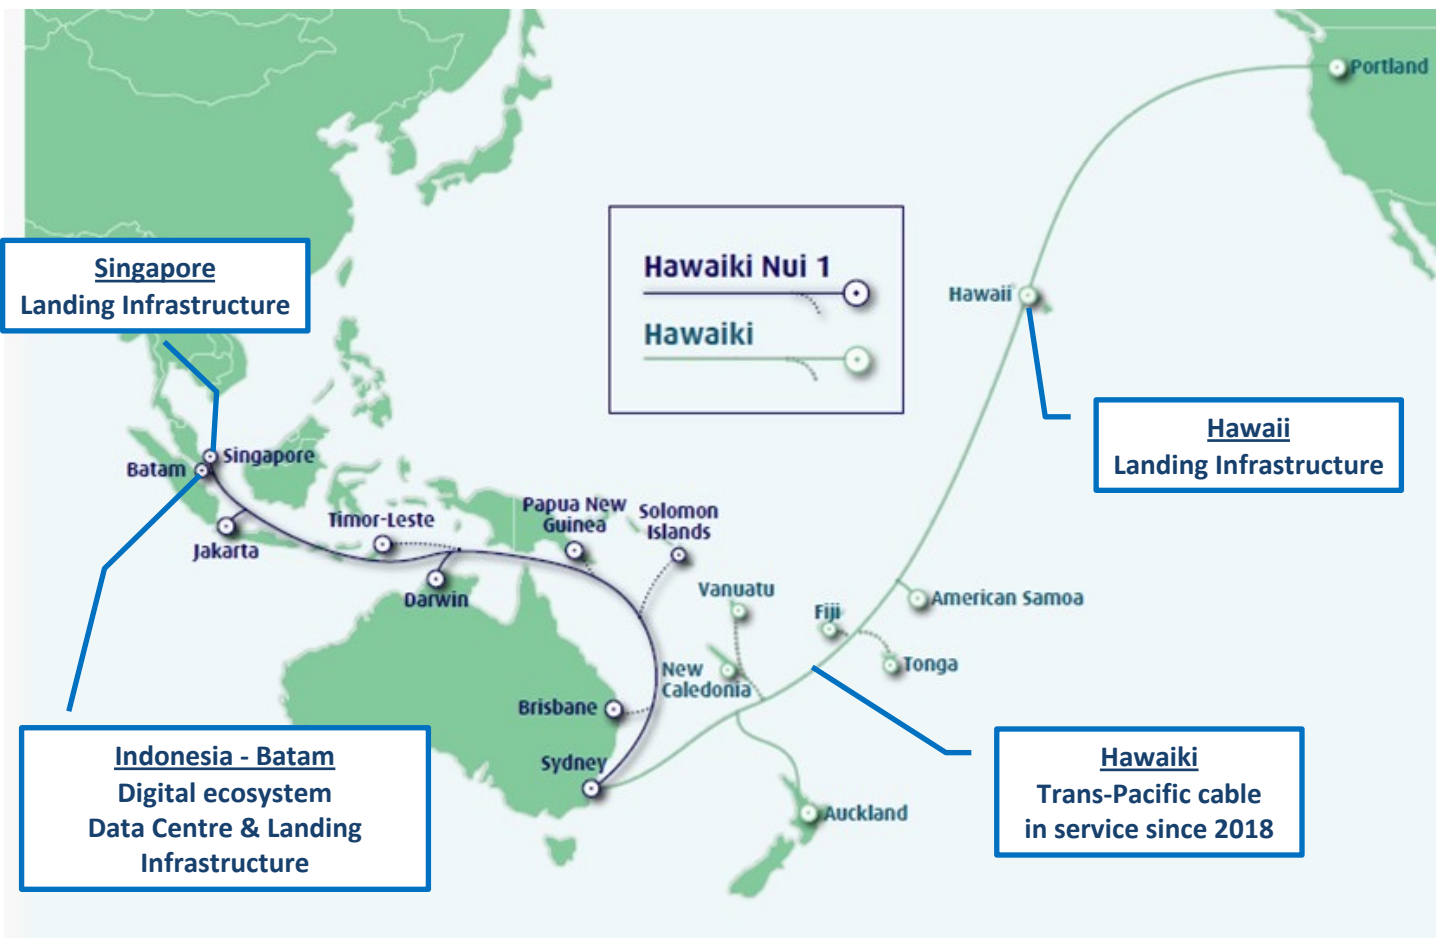 Portland
Singapore
Landing Infrastructure
Hawaiki Nui 1
Hawaiki
Hawaii
Hawaii
Landing Infrastructure
Singapore
Batam
Jakarta
Timor-Leste
Darwin
Papua New
Guinea
Solomon
Islands
Vanuatu
Fiji
American Samoa
Tonga
New
Caledonia
Brisbane
Sydney
Auckland
Indonesia - Batam
Digital ecosystem
Data Centre & Landing
Infrastructure
Hawaiki
Trans-Pacific cable
in service since 2018